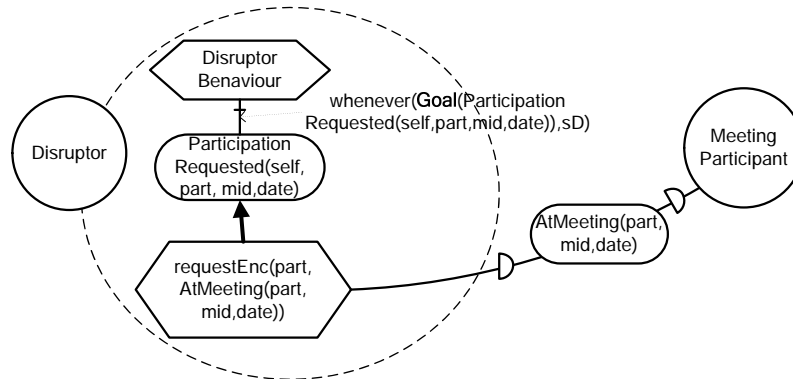 Disruptor
Benaviour
whenever(Goal(Participation
Requested(self,part,mid,date)),sD)
Disruptor
Participation
Requested(self,
part, mid,date)
Meeting
Participant
AtMeeting(part,
mid,date)
requestEnc(part,
AtMeeting(part,
mid,date))